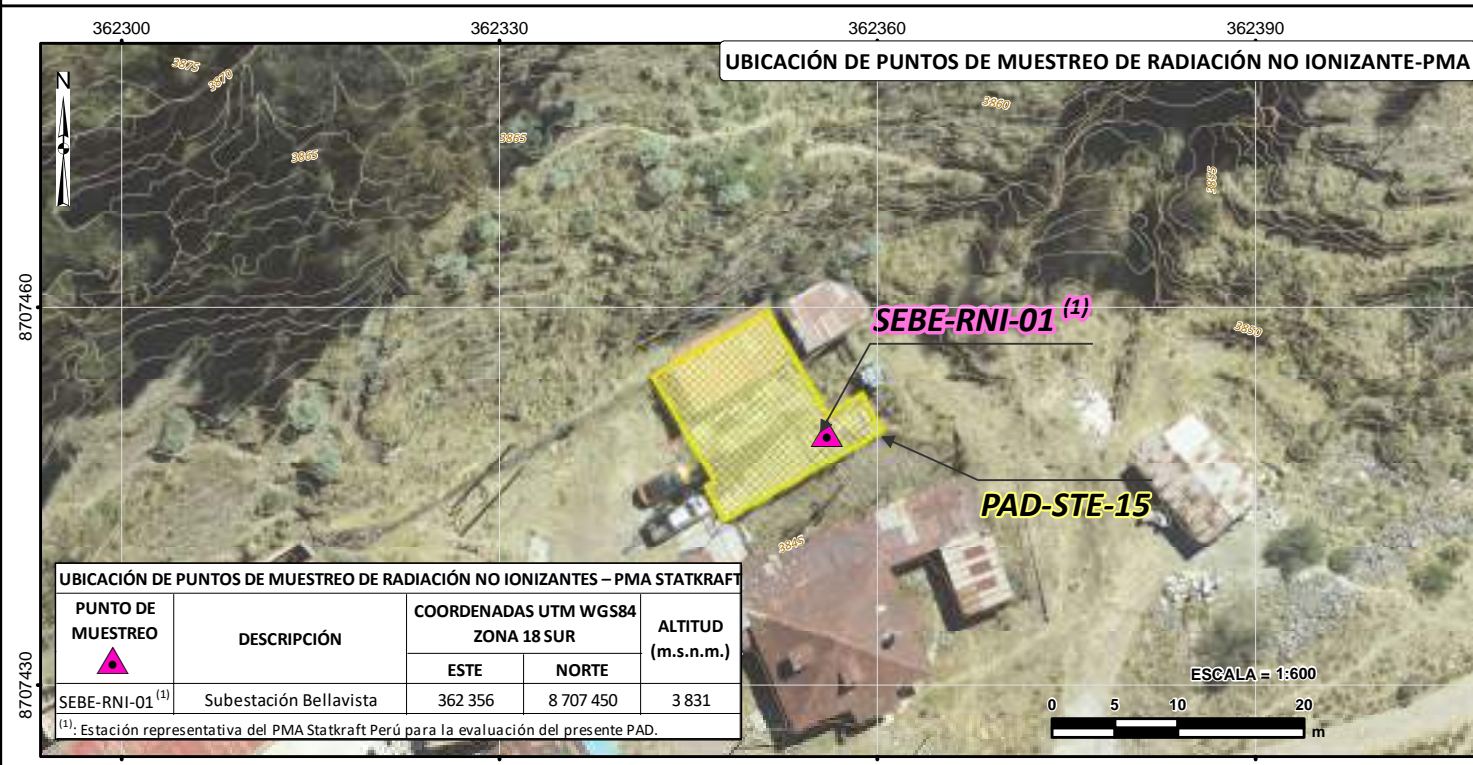 362300
362330
362360
362390
UBICACIÓN DE PUNTOS DE MUESTREO DE RADIACIÓN NO IONIZANTE-PMA
N
3875
3870
3865
3865
3860
3855
3850
3845
8707460
8707430
SEBE-RNI-01 (1)
PAD-STE-15
UBICACIÓN DE PUNTOS DE MUESTREO DE RADIACIÓN NO IONIZANTES – PMA STATKRAFT
PUNTO DE
MUESTREO
DESCRIPCIÓN
COORDENADAS UTM WGS84
ZONA 18 SUR
ALTITUD
(m.s.n.m.)
ESTE
NORTE
SEBE-RNI-01 (1)
Subestación Bellavista
362 356
8 707 450
3 831
(1): Estación representativa del PMA Statkraft Perú para la evaluación del presente PAD.
ESCALA = 1:600
0 5 10 20
m